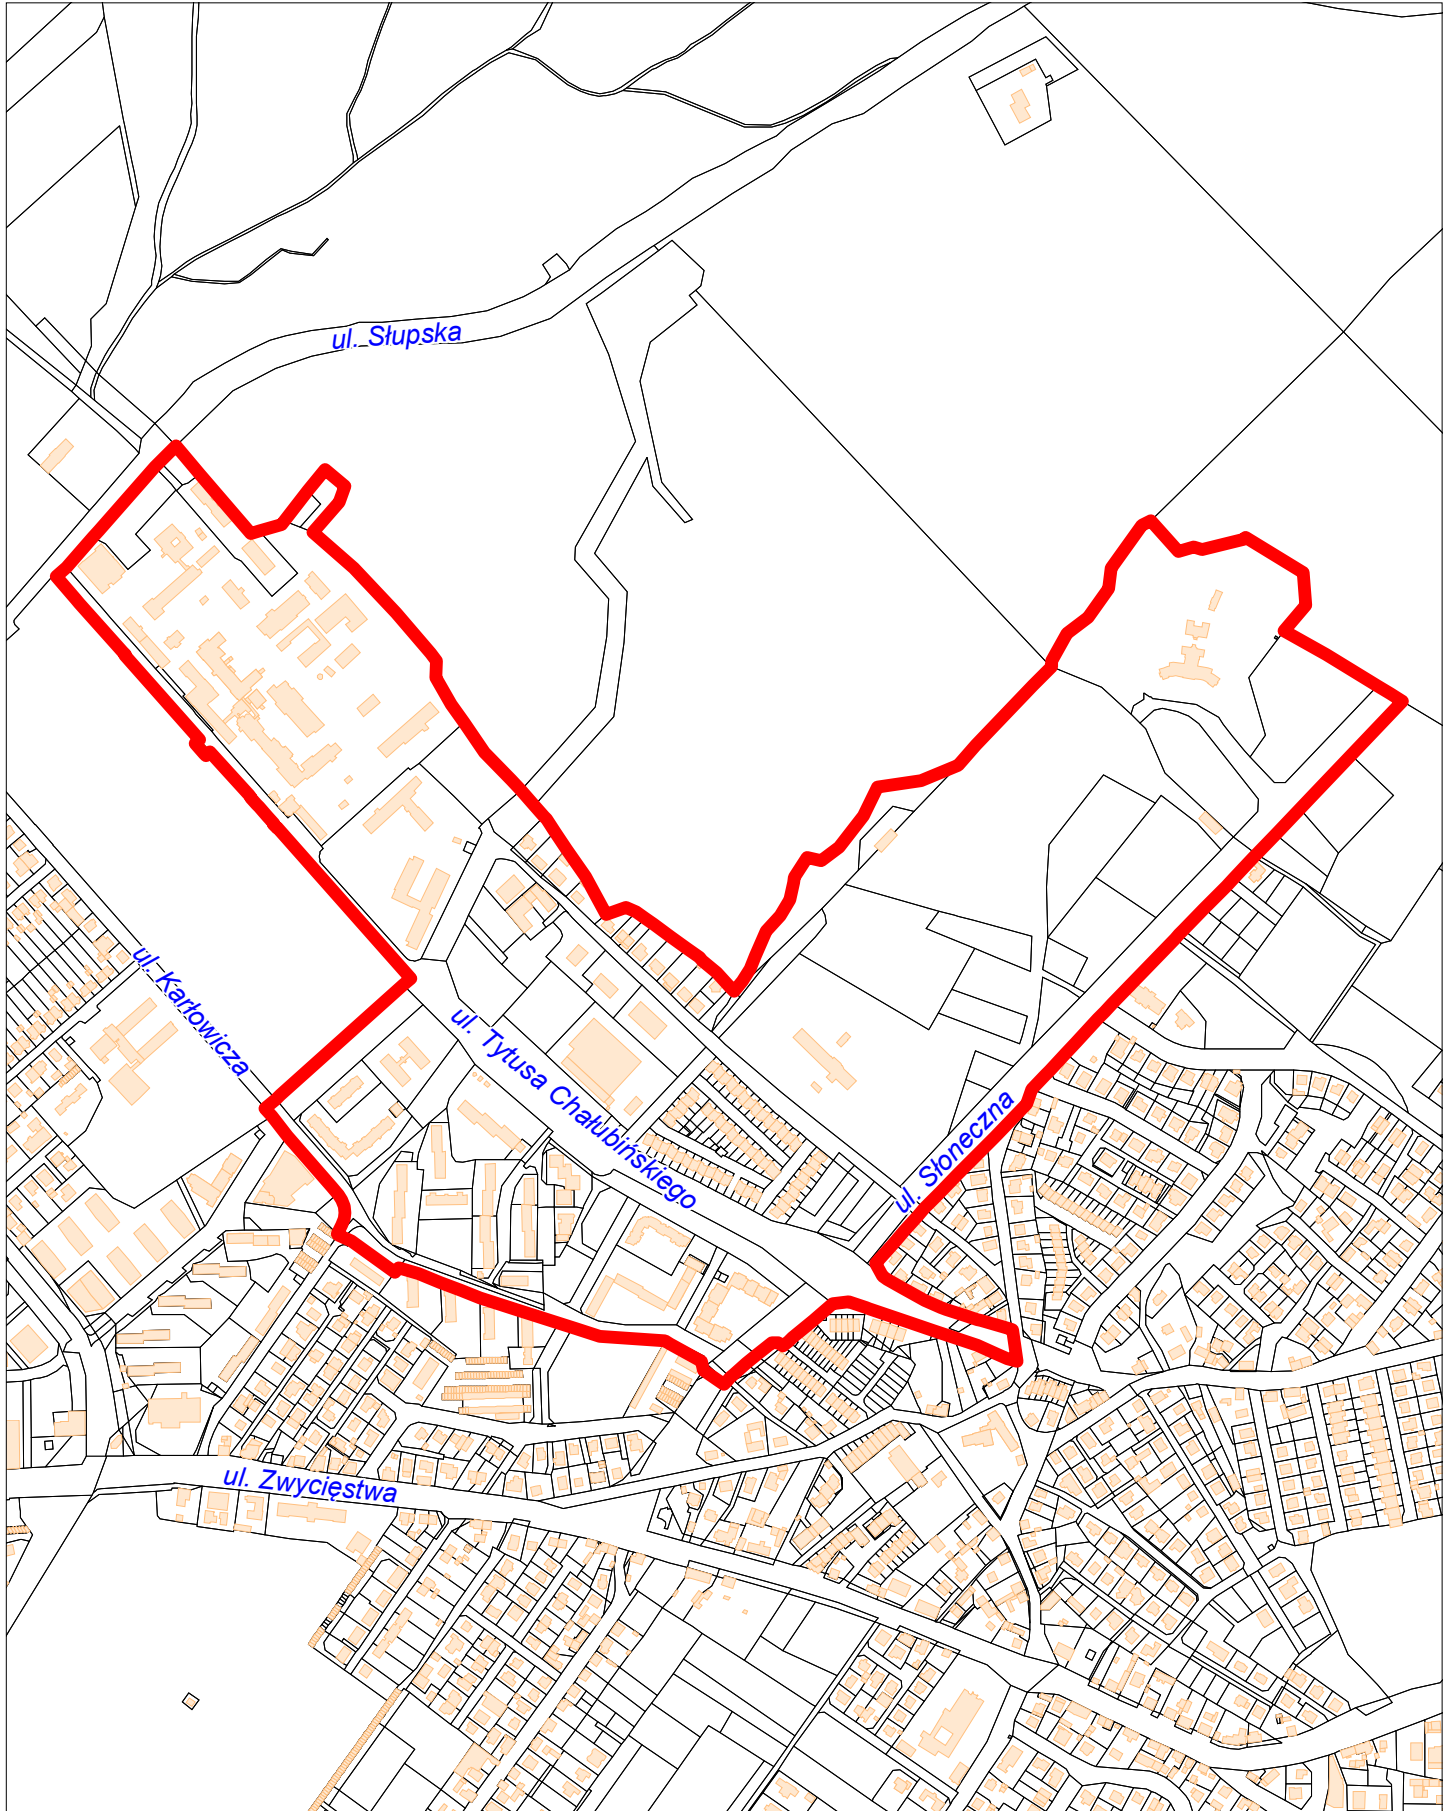 ul. Słupska
ul. Karłowicza
ul. Tytusa Chałubińskiego
ul. Słoneczna
ul. Zwycięstwa